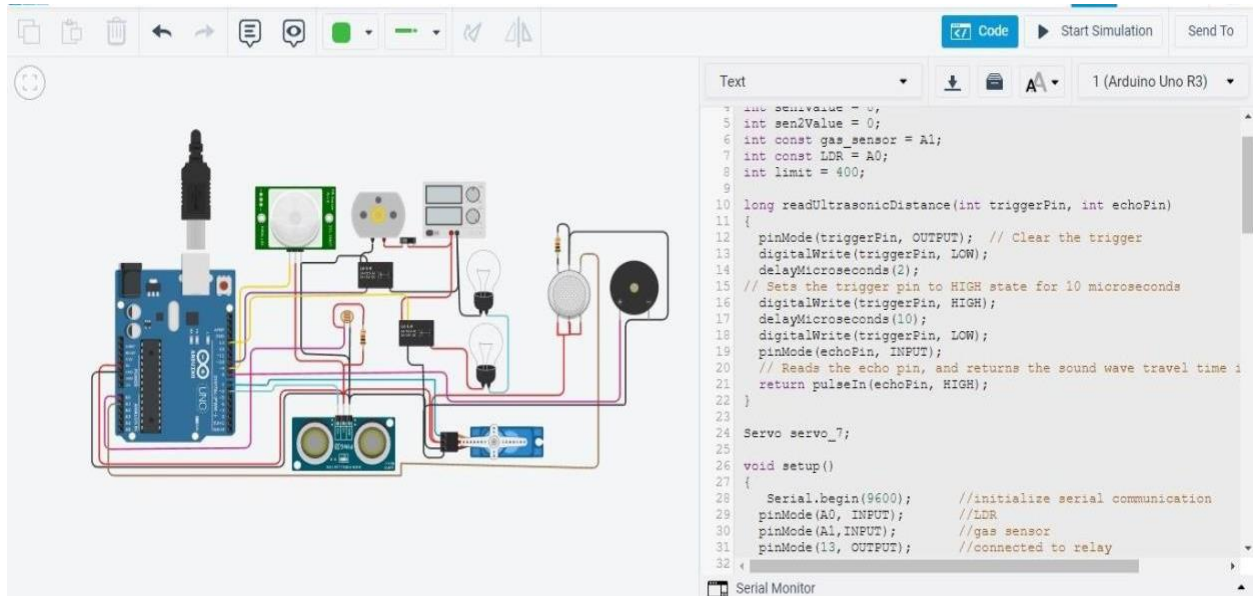 Code
Start Simulation
Send To
Text
1 (Arduino Uno R3)
5 int sen2Value = 0;
6 int const gas_sensor = A1;
7 int const LDR = A0;
8 int limit = 400;
9
10 long readUltrasonicDistance(int triggerPin, int echoPin)
11 {
12 pinMode(triggerPin, OUTPUT); // Clear the trigger
13 digitalWrite(triggerPin, LOW);
14 delayMicroseconds(2);
15 // Sets the trigger pin to HIGH state for 10 microseconds
16 digitalWrite(triggerPin, HIGH);
17 delayMicroseconds(10);
18 digitalWrite(triggerPin, LOW);
19 pinMode(echoPin, INPUT);
20 // Reads the echo pin, and returns the sound wave travel time i
21 return pulseIn(echoPin, HIGH);
22 }
23
24 Servo servo_7;
25
26 void setup()
27 {
28 Serial.begin(9600); //initialize serial communication
29 pinMode(A0, INPUT); //LDR
30 pinMode(A1,INPUT); //gas sensor
31 pinMode(13, OUTPUT); //connected to relay
32
Serial Monitor
UNO
ARDUINO